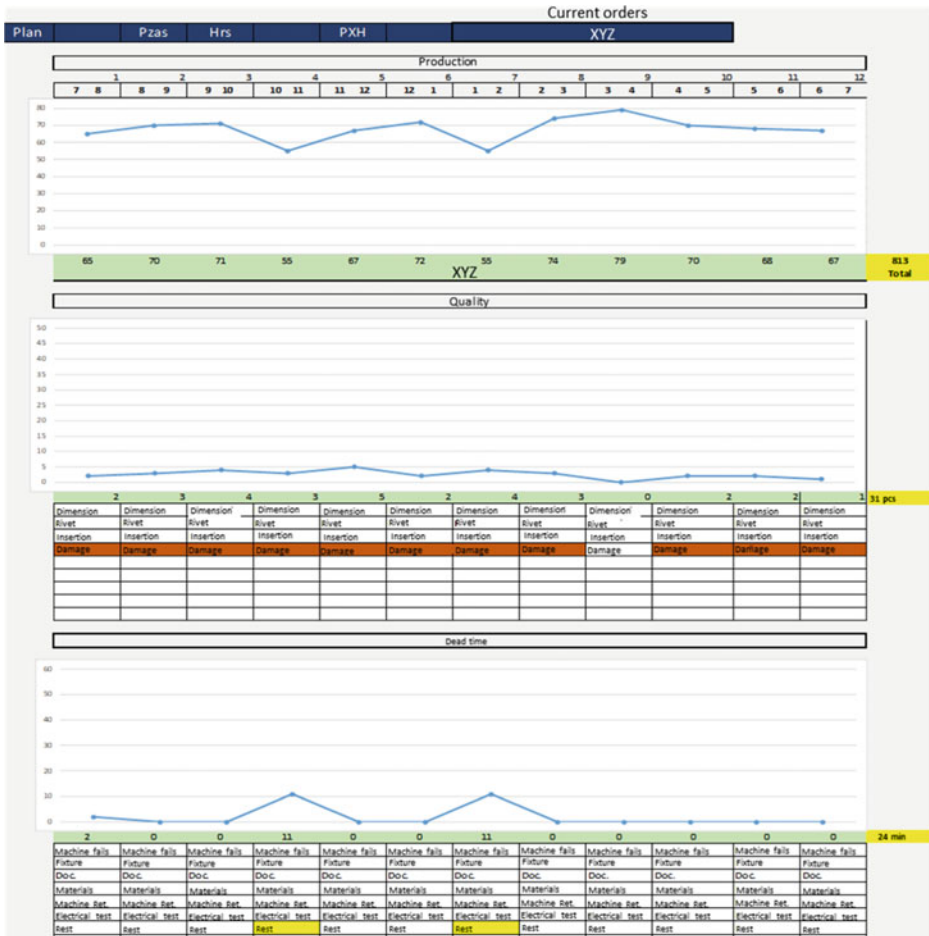 Current orders
Plan Pzas Hrs PXH XYZ
Production
1 2 3 4 5 6 7 8 9 10 11 12
7 8 8 9 9 10 10 11 11 12 12 1 1 2 2 3 3 4 4 5 5 6 6 7
80
70
60
50
40
30
20
10
0
65 70 71 55 67 72 55 74 79 70 68 67 813
XYZ Total
Quality
50
45
40
35
30
25
20
15
10
5
0
2 3 4 3 5 2 4 3 0 2 2 1 31 pcs
Dimension Dimension Dimension Dimension Dimension Dimension Dimension Dimension Dimension Dimension Dimension Dimension
Rivet Rivet Rivet Rivet Rivet Rivet Rivet Rivet Rivet Rivet Rivet Rivet
Insertion Insertion Insertion Insertion Insertion Insertion Insertion Insertion Insertion Insertion Insertion Insertion
Damage Damage Damage Damage Damage Damage Damage Damage Damage Damage Damage Damage
Dead time
60
50
40
30
20
10
0
2 0 0 11 0 0 11 0 0 0 0 0 24 min
Machine fails Machine fails Machine fails Machine fails Machine fails Machine fails Machine fails Machine fails Machine fails Machine fails Machine fails Machine fails
Fixture Fixture Fixture Fixture Fixture Fixture Fixture Fixture Fixture Fixture Fixture Fixture
Doc. Doc. Doc. Doc. Doc. Doc. Doc. Doc. Doc. Doc. Doc. Doc.
Materials Materials Materials Materials Materials Materials Materials Materials Materials Materials Materials Materials
Machine Ret. Machine Ret. Machine Ret. Machine Ret. Machine Ret. Machine Ret. Machine Ret. Machine Ret. Machine Ret. Machine Ret. Machine Ret. Machine Ret.
Electrical test Electrical test Electrical test Electrical test Electrical test Electrical test Electrical test Electrical test Electrical test Electrical test Electrical test Electrical test
Rest Rest Rest Rest Rest Rest Rest Rest Rest Rest Rest Rest